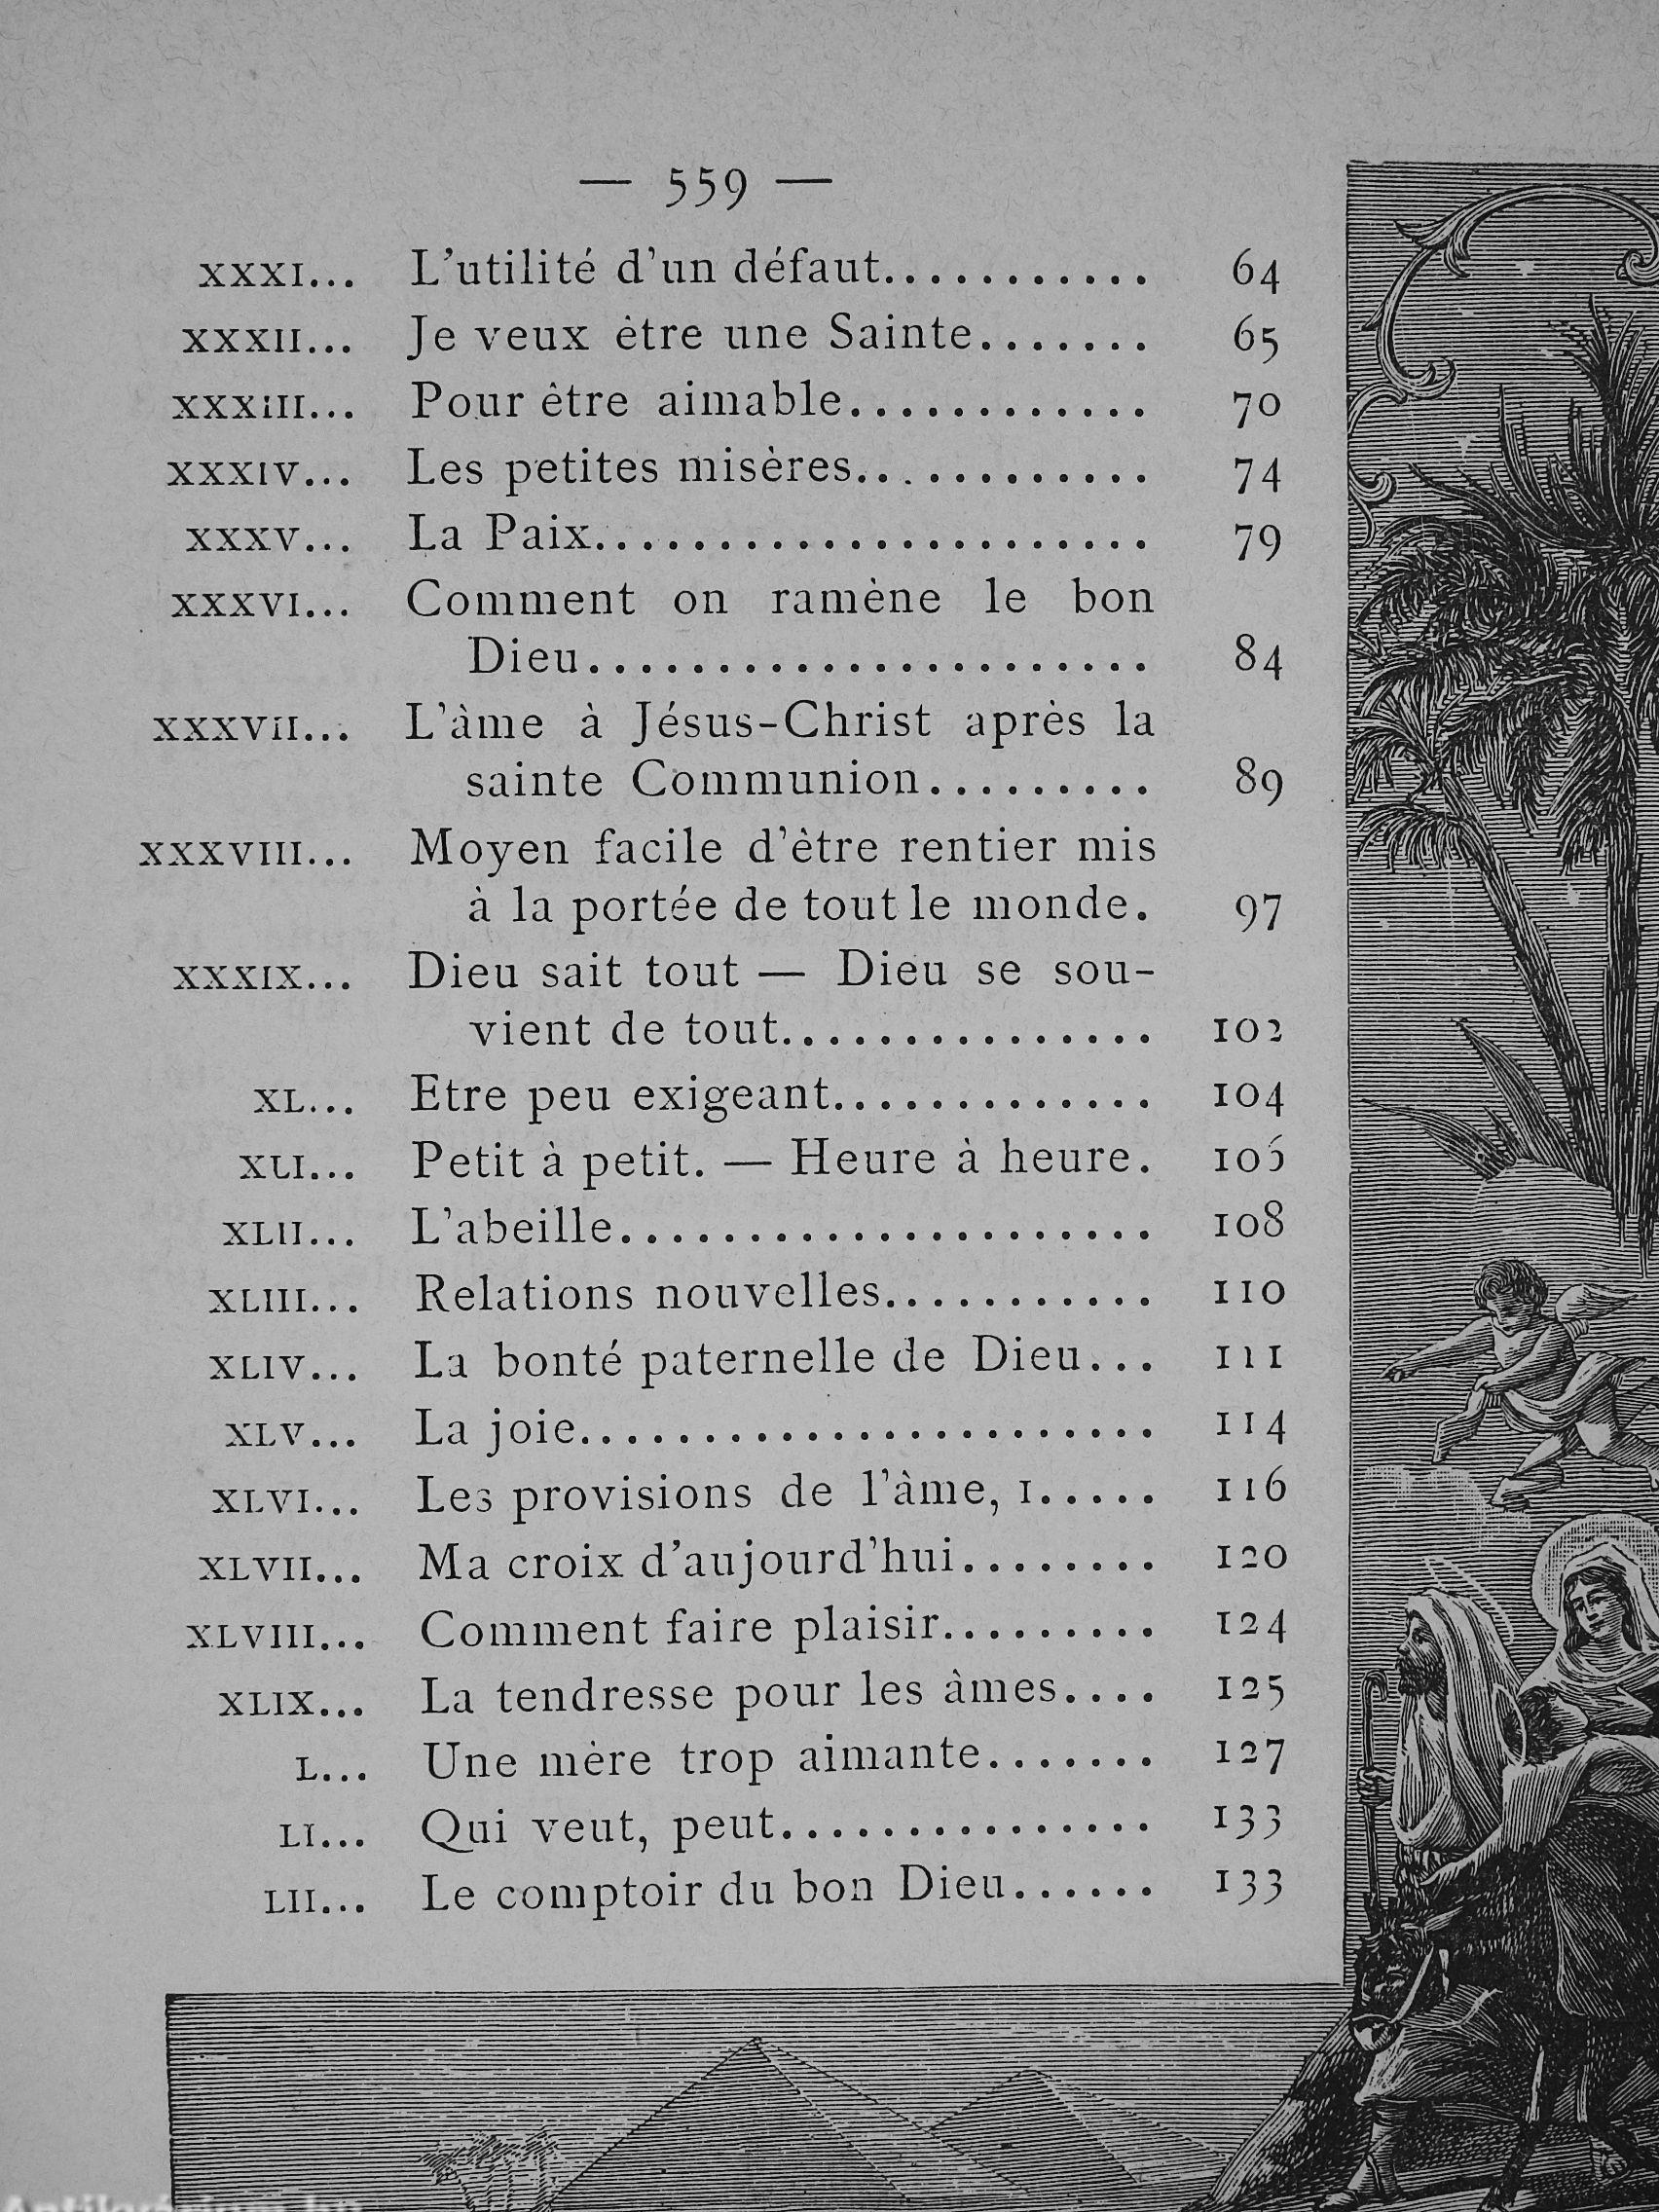 — 559 —
XXXI... L'utilité d'un défaut........... 64
XXXII... Je veux être une Sainte....... 65
XXXIII... Pour être aimable............ 70
XXXIV... Les petites misères............ 74
XXXV... La Paix....................... 79
XXXVI... Comment on ramène le bon
Dieu...................... 84
XXXVII... L'âme à Jésus-Christ après la
sainte Communion......... 89
XXXVIII... Moyen facile d'être rentier mis
à la portée de tout le monde. 97
XXXIX... Dieu sait tout — Dieu se sou-
vient de tout............... 102
XL... Etre peu exigeant............. 104
XLI... Petit à petit. — Heure à heure.
XLII... L'abeille..................... 108
XLIII... Relations nouvelles........... 110
XLIV... La bonté paternelle de Dieu... 111
XLV... La joie....................... 114
XLVI... Les provisions de l'âme, I..... 116
XLVII... Ma croix d'aujourd'hui........ 120
XLVIII... Comment faire plaisir......... 124
XLIX... La tendresse pour les âmes.... 125
L... Une mère trop aimante....... 127
LI... Qui veut, peut............... 133
LII... Le comptoir du bon Dieu...... 133